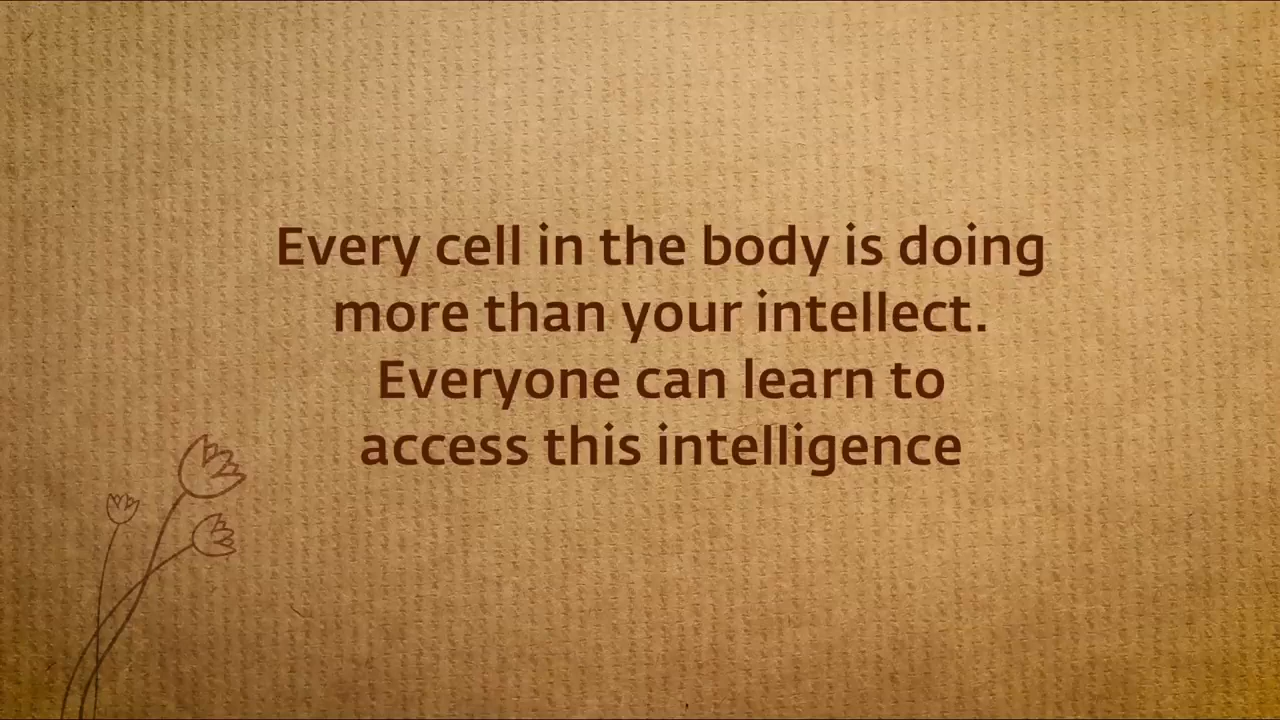 Every cell in the body is doing
more than your intellect.
Everyone can learn to
access this intelligence